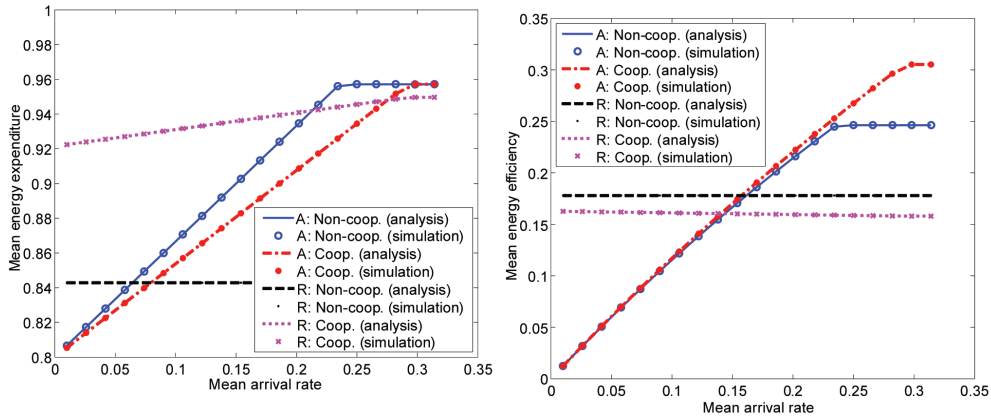 Mean energy expenditure
1
0.98
0.96
0.94
0.92
0.9
0.88
0.86
0.84
0.82
0.8
0
0.05
0.1
0.15
0.2
0.25
0.3
0.35
Mean arrival rate
A: Non-coop. (analysis)
A: Non-coop. (simulation)
A: Coop. (analysis)
A: Coop. (simulation)
R: Non-coop. (analysis)
R: Non-coop. (simulation)
R: Coop. (analysis)
R: Coop. (simulation)
Mean energy efficiency
0.35
0.3
0.25
0.2
0.15
0.1
0.05
0
0
0.05
0.1
0.15
0.2
0.25
0.3
0.35
Mean arrival rate
A: Non-coop. (analysis)
A: Non-coop. (simulation)
A: Coop. (analysis)
A: Coop. (simulation)
R: Non-coop. (analysis)
R: Non-coop. (simulation)
R: Coop. (analysis)
R: Coop. (simulation)